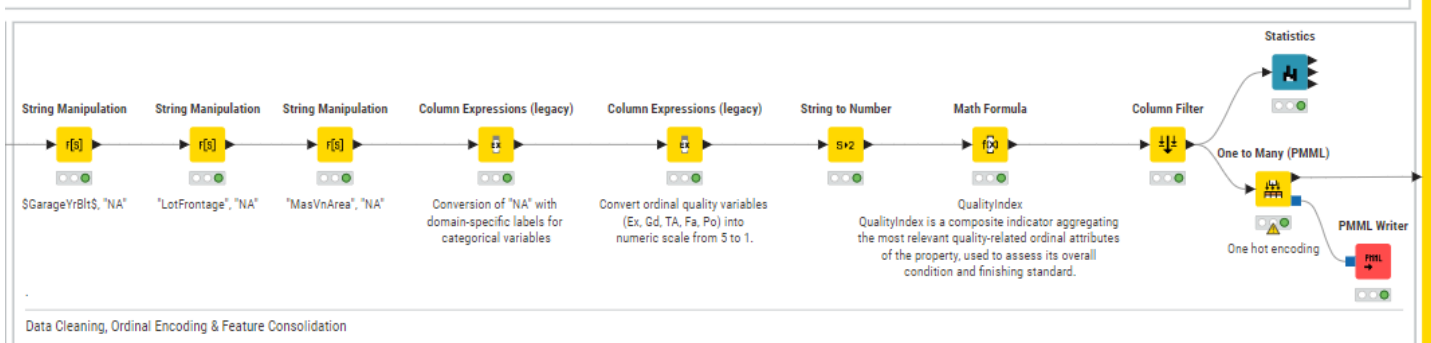 Statistics
String Manipulation
String Manipulation
String Manipulation
Column Expressions (legacy)
Column Expressions (legacy)
String to Number
Math Formula
Column Filter
F[S]
F[S]
F[S]
EX
EX
S▸2
f(X)
One to Many (PMML)
$GarageYrBlt$, "NA"
"LotFrontage", "NA"
"MasVnArea", "NA"
Conversion of "NA" with
domain-specific labels for
categorical variables
Convert ordinal quality variables
(Ex, Gd, TA, Fa, Po) into
numeric scale from 5 to 1.
QualityIndex
QualityIndex is a composite indicator aggregating
the most relevant quality-related ordinal attributes
of the property, used to assess its overall
condition and finishing standard.
One hot encoding
PMML Writer
PMML
.
Data Cleaning, Ordinal Encoding & Feature Consolidation